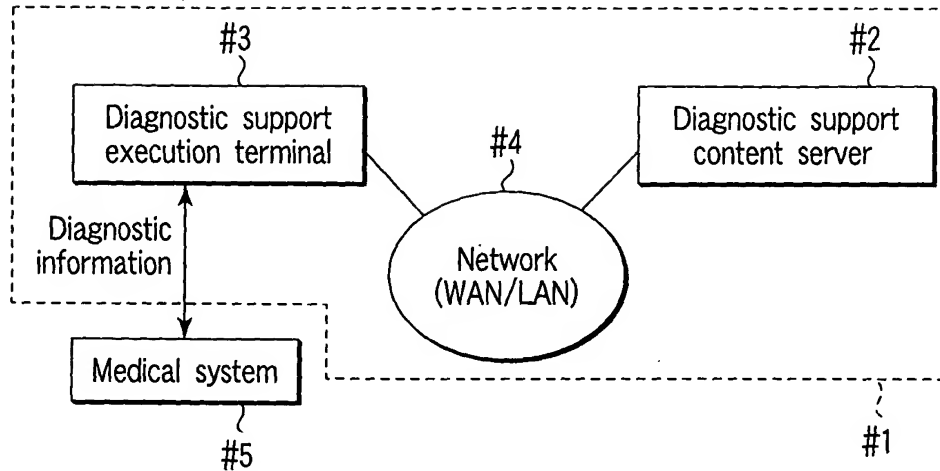 #3
#2
Diagnostic support
execution terminal
Diagnostic support
content server
#4
Diagnostic
information
Network
(WAN/LAN)
Medical system
#5
#1